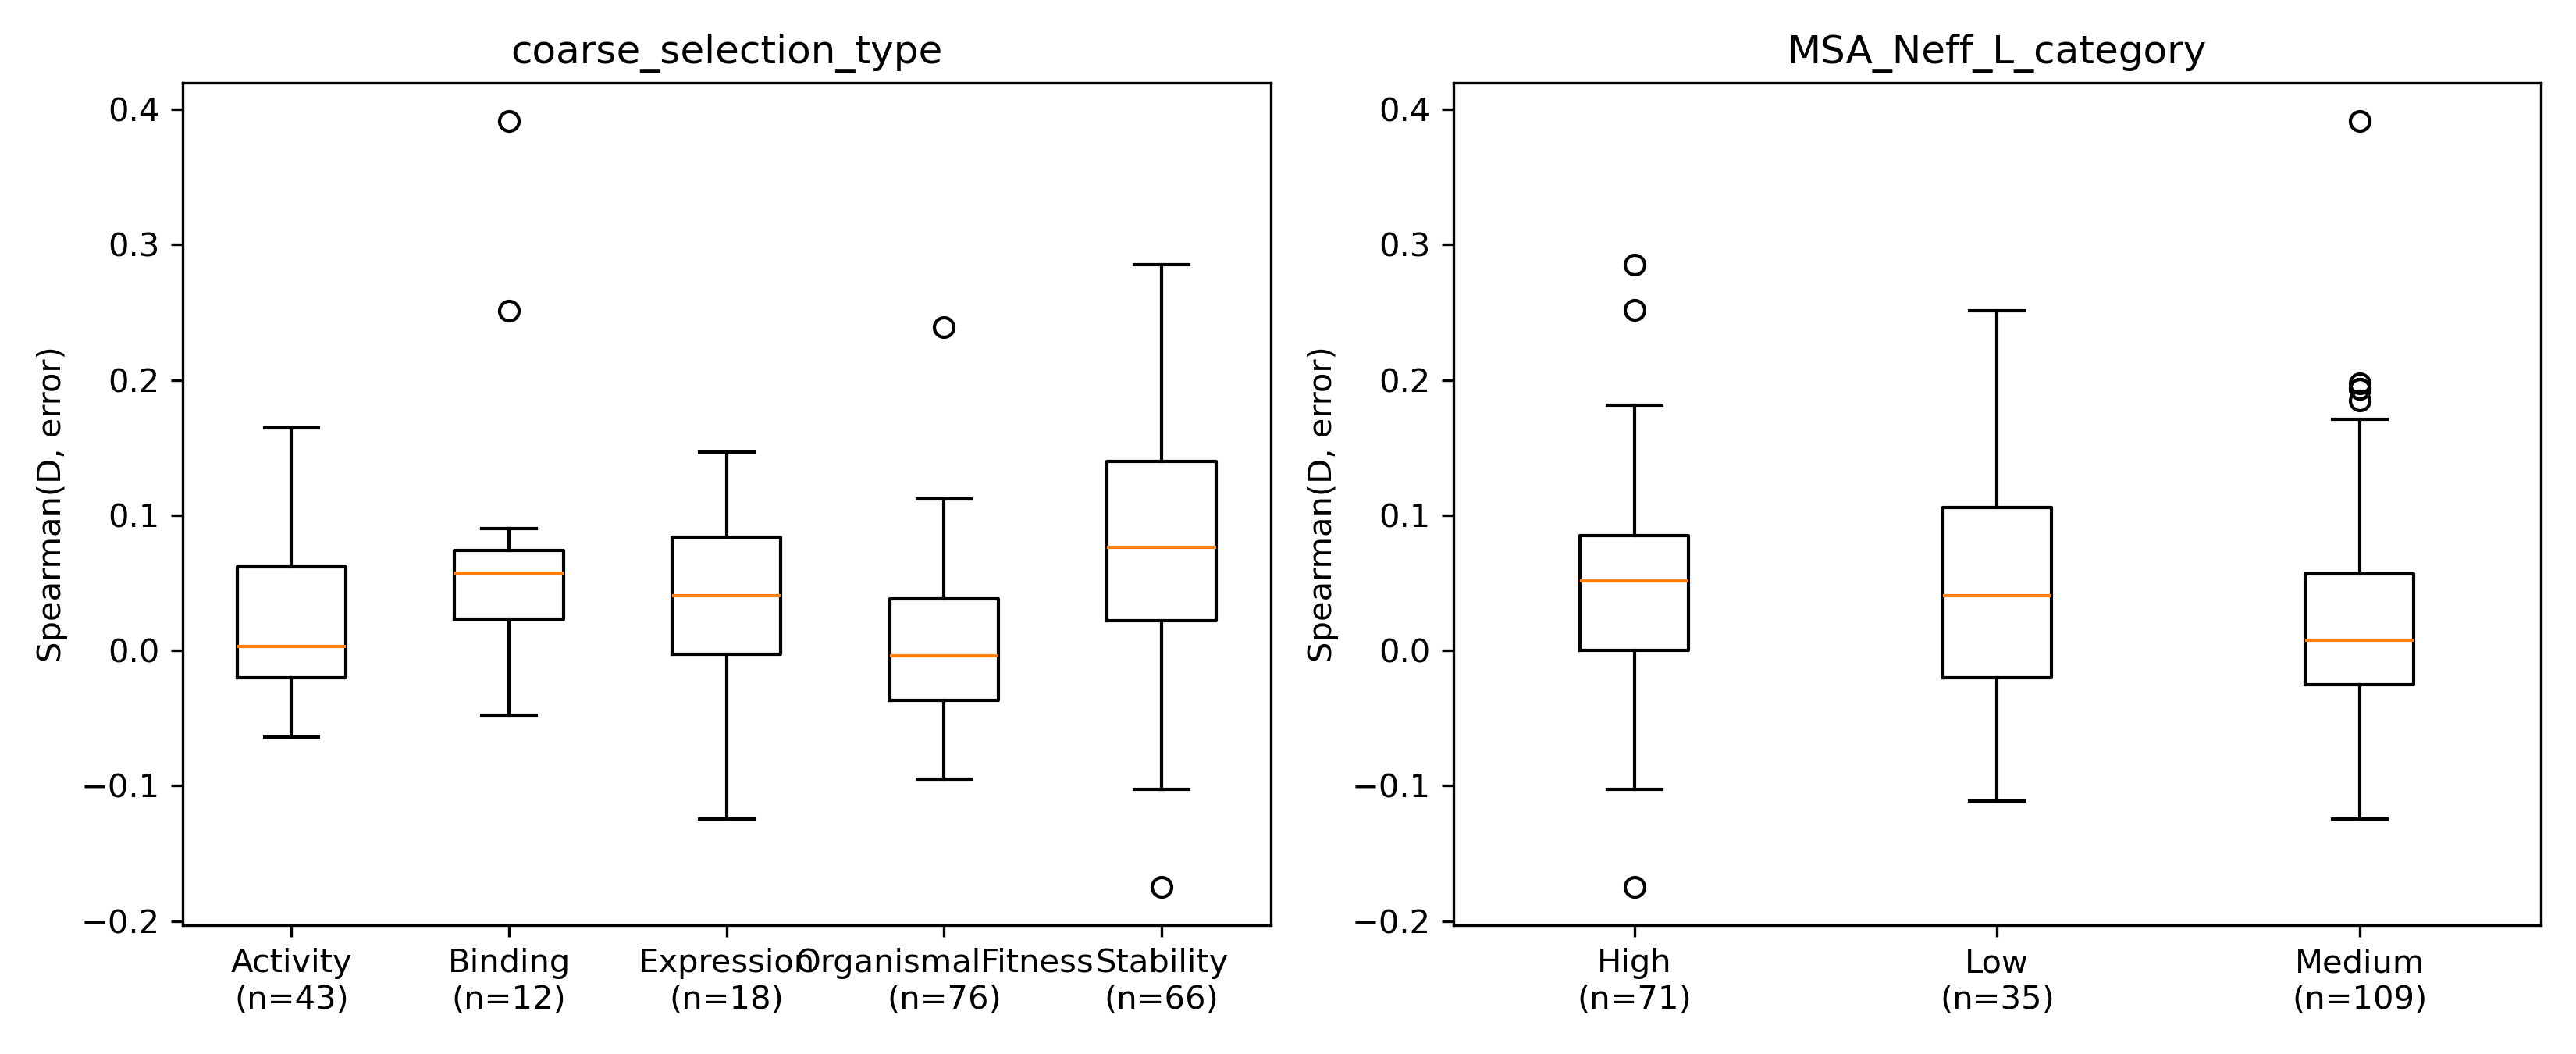 coarse_selection_type
Spearman(D, error)
0.4
0.3
0.2
0.1
0.0
−0.1
−0.2
Activity
(n=43)
Binding
(n=12)
Expression
(n=18)
OrganismalFitness
(n=76)
Stability
(n=66)
MSA_Neff_L_category
Spearman(D, error)
0.4
0.3
0.2
0.1
0.0
−0.1
−0.2
High
(n=71)
Low
(n=35)
Medium
(n=109)